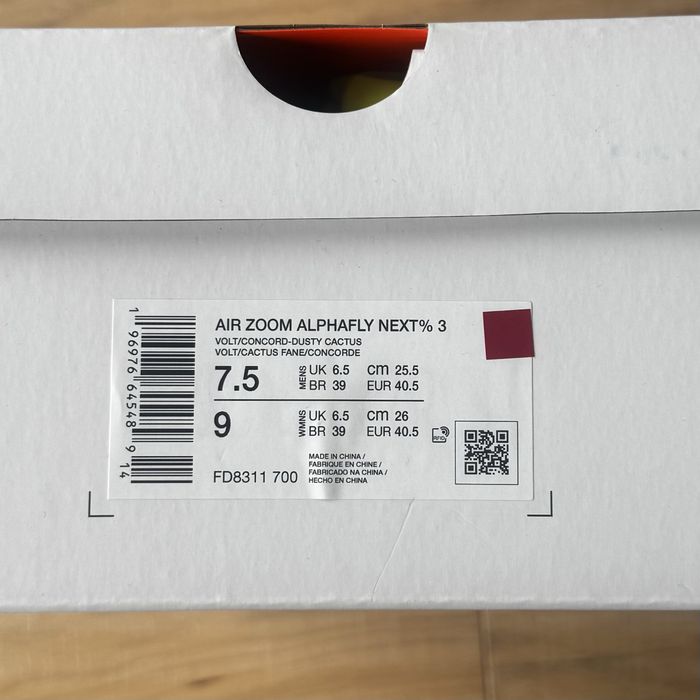 AIR ZOOM ALPHAFLY NEXT% 3
VOLT/CONCORD-DUSTY CACTUS
VOLT/CACTUS FANE/CONCORDE
7.5 MENS UK 6.5 cm 25.5
BR 39 EUR 40.5
9 WMNS UK 6.5 cm 26
BR 39 EUR 40.5
RFID
FD8311 700
MADE IN CHINA /
FABRIQUE EN CHINE /
FABRICADO NA CHINA /
HECHO EN CHINA
1 96976 64548 9 14